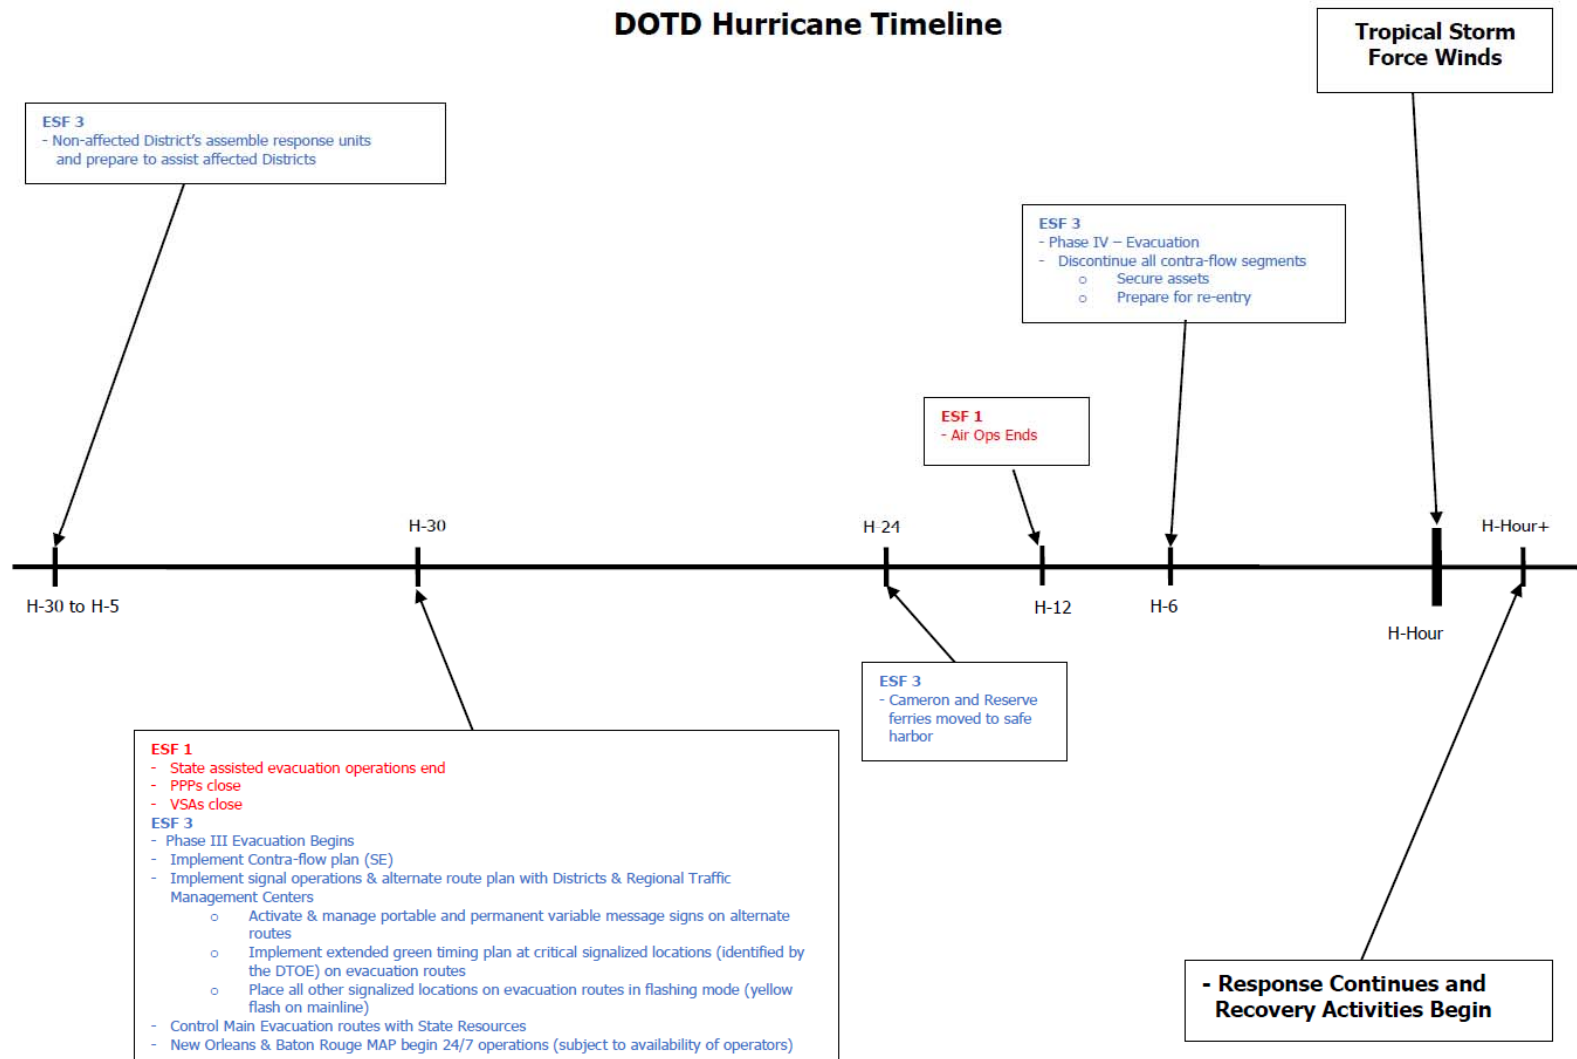 DOTD Hurricane Timeline
Tropical Storm
Force Winds
ESF 3
- Non-affected District’s assemble response units
and prepare to assist affected Districts
ESF 3
- Phase IV – Evacuation
- Discontinue all contra-flow segments
o Secure assets
o Prepare for re-entry
ESF 1
- Air Ops Ends
H-30
H-24
H-Hour+
H-30 to H-5
H-12
H-6
H-Hour
ESF 3
- Cameron and Reserve
ferries moved to safe
harbor
ESF 1
- State assisted evacuation operations end
- PPPs close
- VSAs close
ESF 3
- Phase III Evacuation Begins
- Implement Contra-flow plan (SE)
- Implement signal operations & alternate route plan with Districts & Regional Traffic
Management Centers
o Activate & manage portable and permanent variable message signs on alternate
routes
o Implement extended green timing plan at critical signalized locations (identified by
the DTOE) on evacuation routes
o Place all other signalized locations on evacuation routes in flashing mode (yellow
flash on mainline)
- Control Main Evacuation routes with State Resources
- New Orleans & Baton Rouge MAP begin 24/7 operations (subject to availability of operators)
- Response Continues and
Recovery Activities Begin